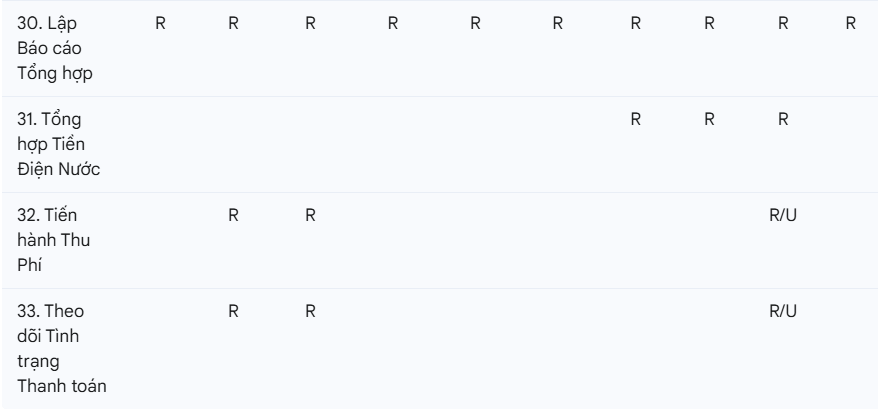 30. Lập R R R R R R R R R R
Báo cáo
Tổng hợp
31. Tổng R R R
hợp Tiền
Điện Nước
32. Tiến R R R/U
hành Thu
Phí
33. Theo R R R/U
dõi Tình
trạng
Thanh toán